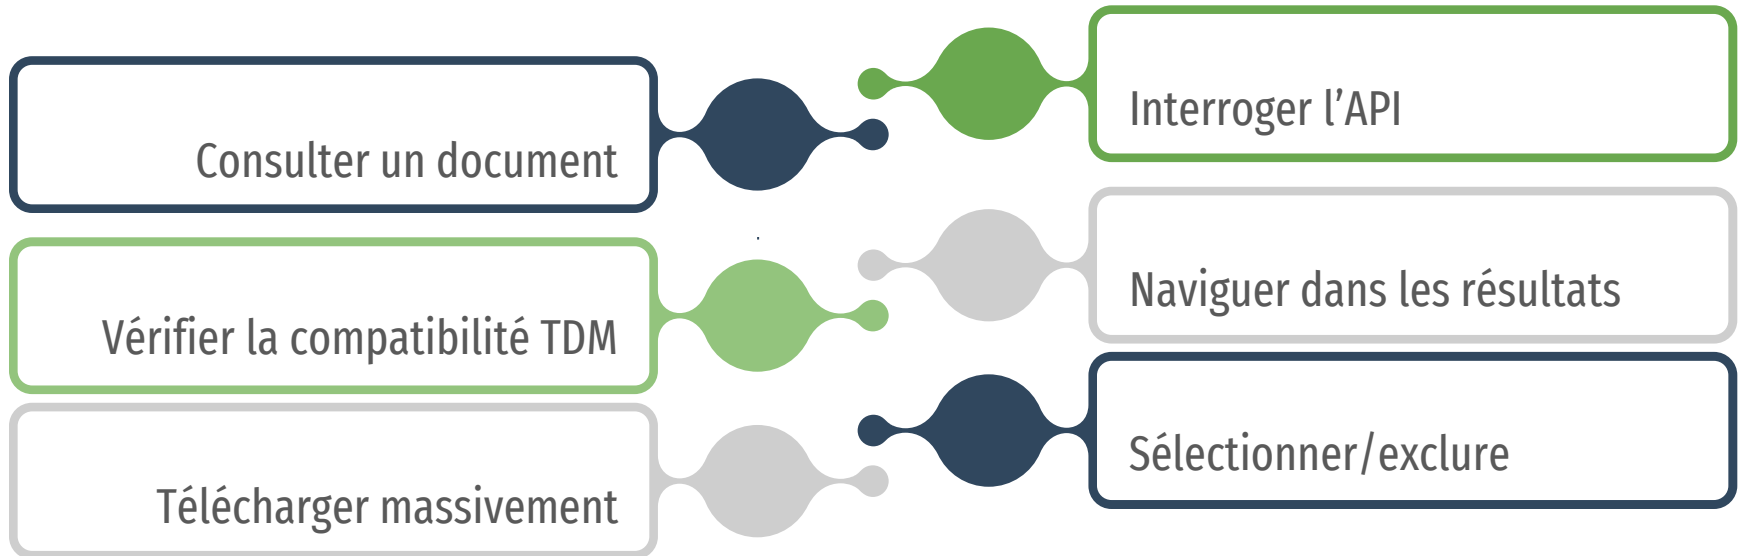 Interroger l’API
Consulter un document
Naviguer dans les résultats
Vérifier la compatibilité TDM
Sélectionner/exclure
Télécharger massivement